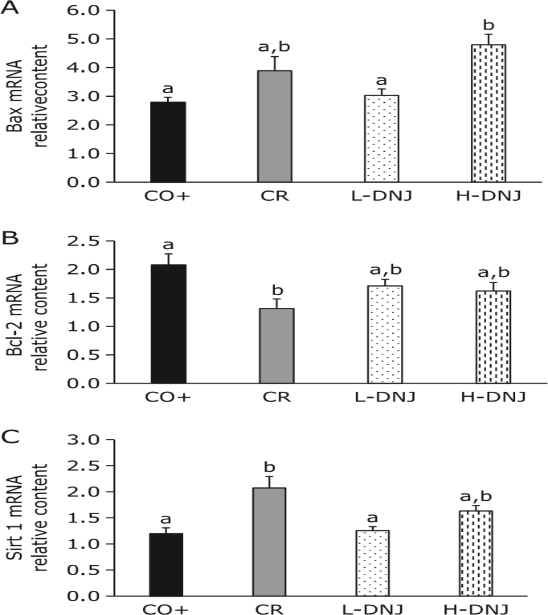 A
Bax mRNA
relativecontent
6.0
5.0
4.0
3.0
2.0
1.0
0.0
a
a,b
a
b
CO+ CR L-DNJ H-DNJ
B
Bcl-2 mRNA
relative content
2.5
2.0
1.5
1.0
0.5
0.0
a
b
a,b
a,b
CO+ CR L-DNJ H-DNJ
C
Sirt 1 mRNA
relative content
3.0
2.5
2.0
1.5
1.0
0.5
0.0
a
b
a
a,b
CO+ CR L-DNJ H-DNJ